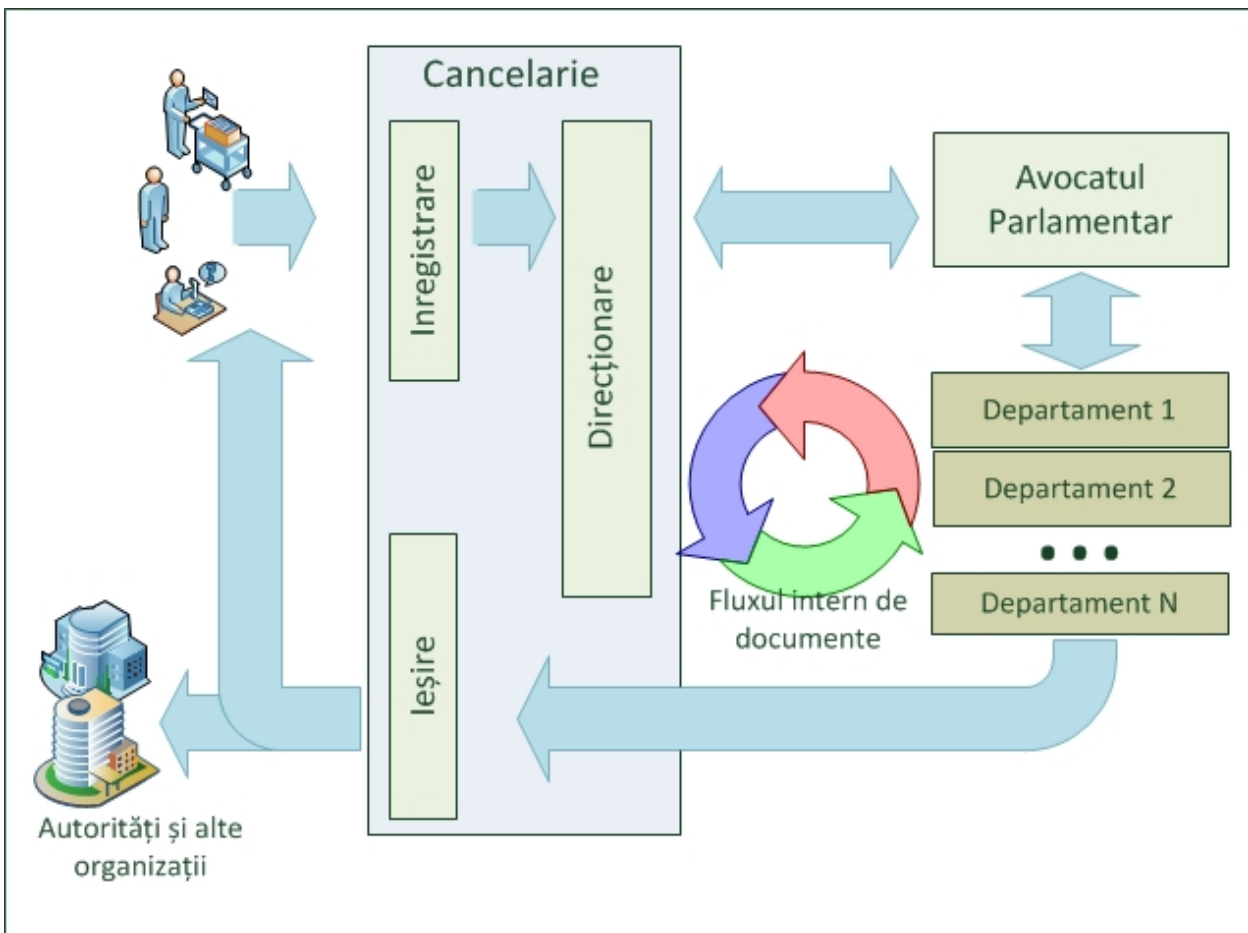 Cancelarie
Inregistrare
Direcționare
Ieșire
Avocatul
Parlamentar
Departament 1
Departament 2
Departament N
Fluxul intern de
documente
Autorități și alte
organizații